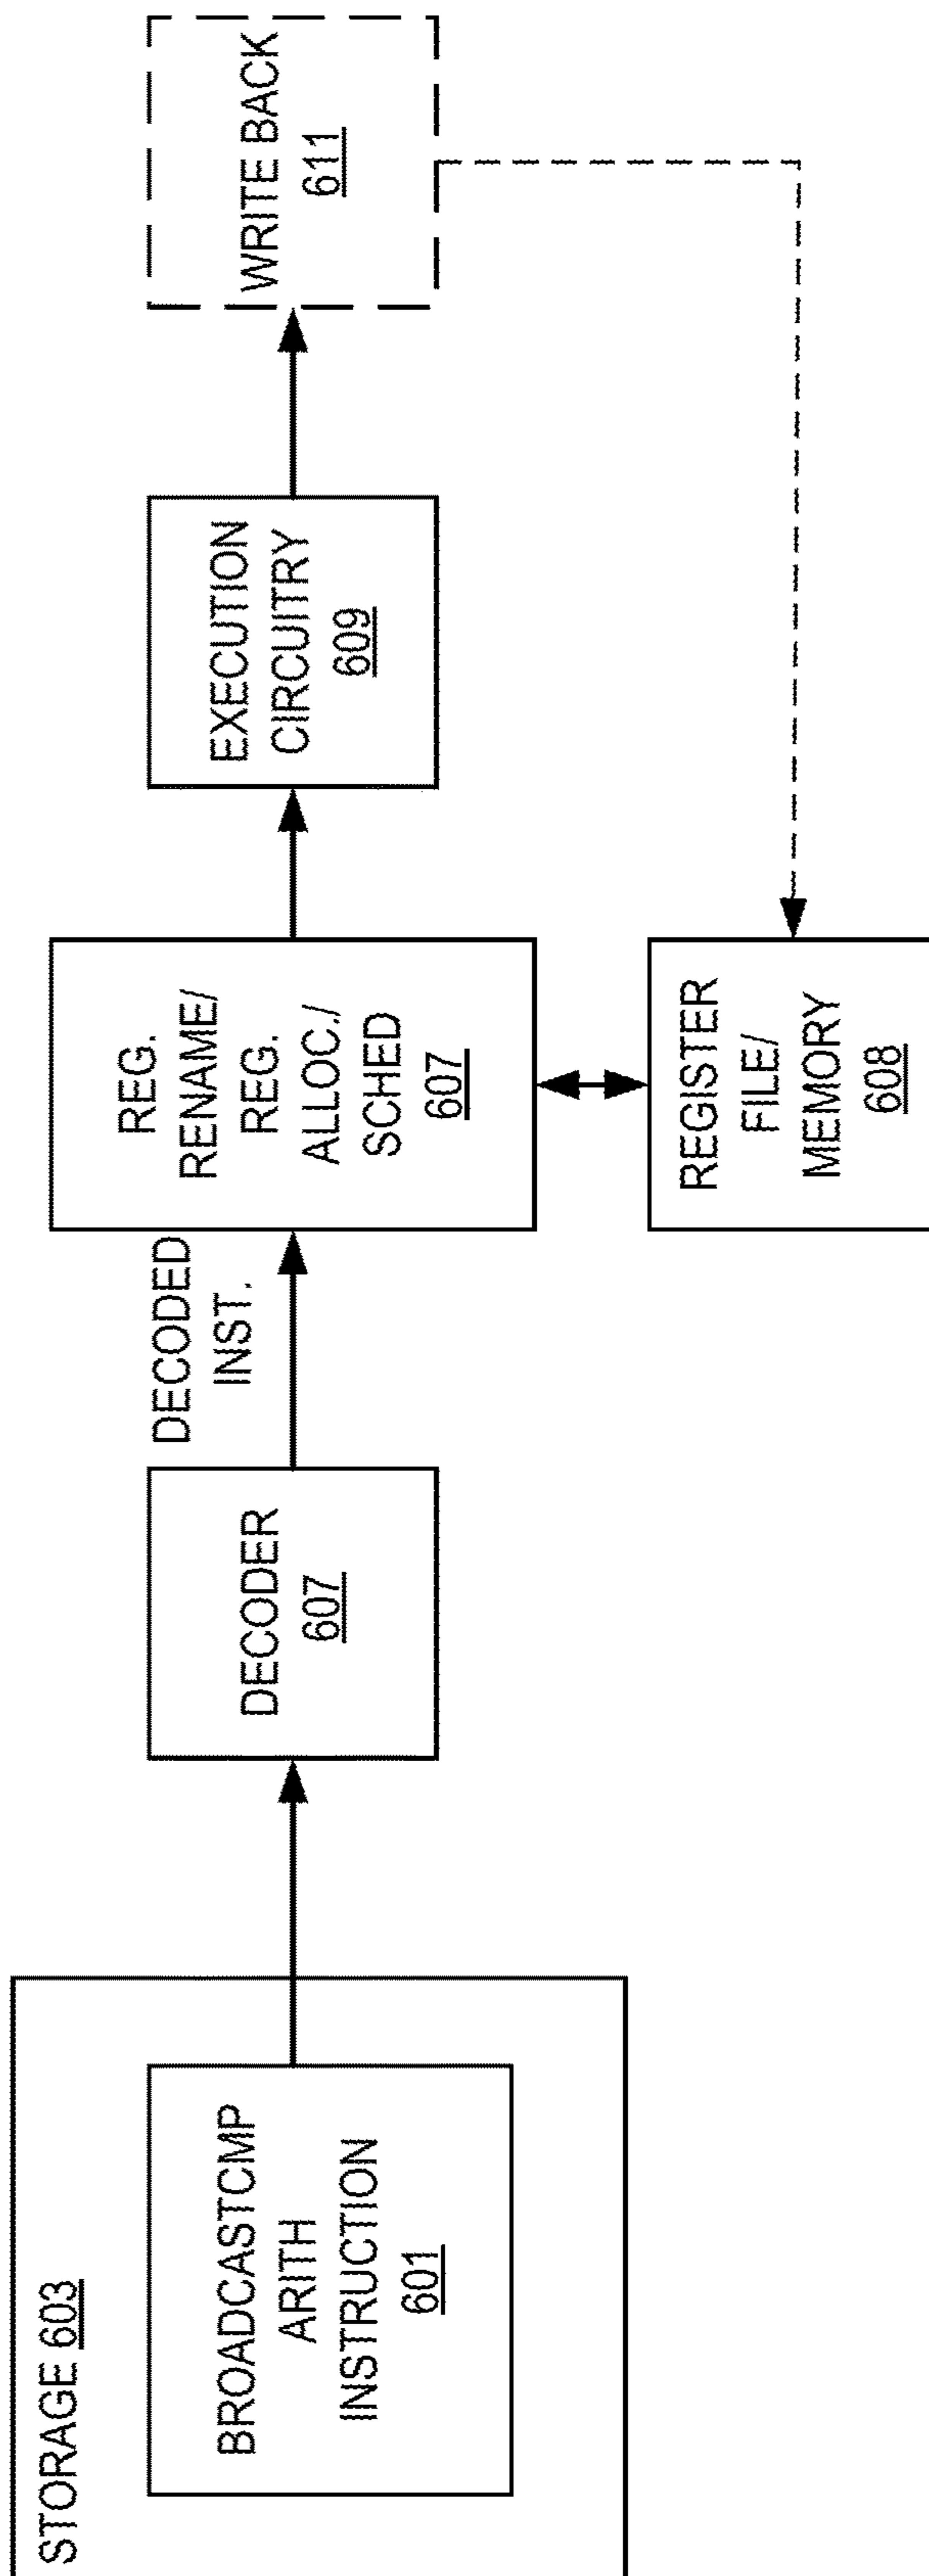 STORAGE 603
BROADCASTCMP
ARITH
INSTRUCTION
601
DECODER
607
DECODED
INST.
REG.
RENAME/
REG.
ALLOC./
SCHED
607
REGISTER
FILE/
MEMORY
608
EXECUTION
CIRCUITRY
609
WRITE BACK
611